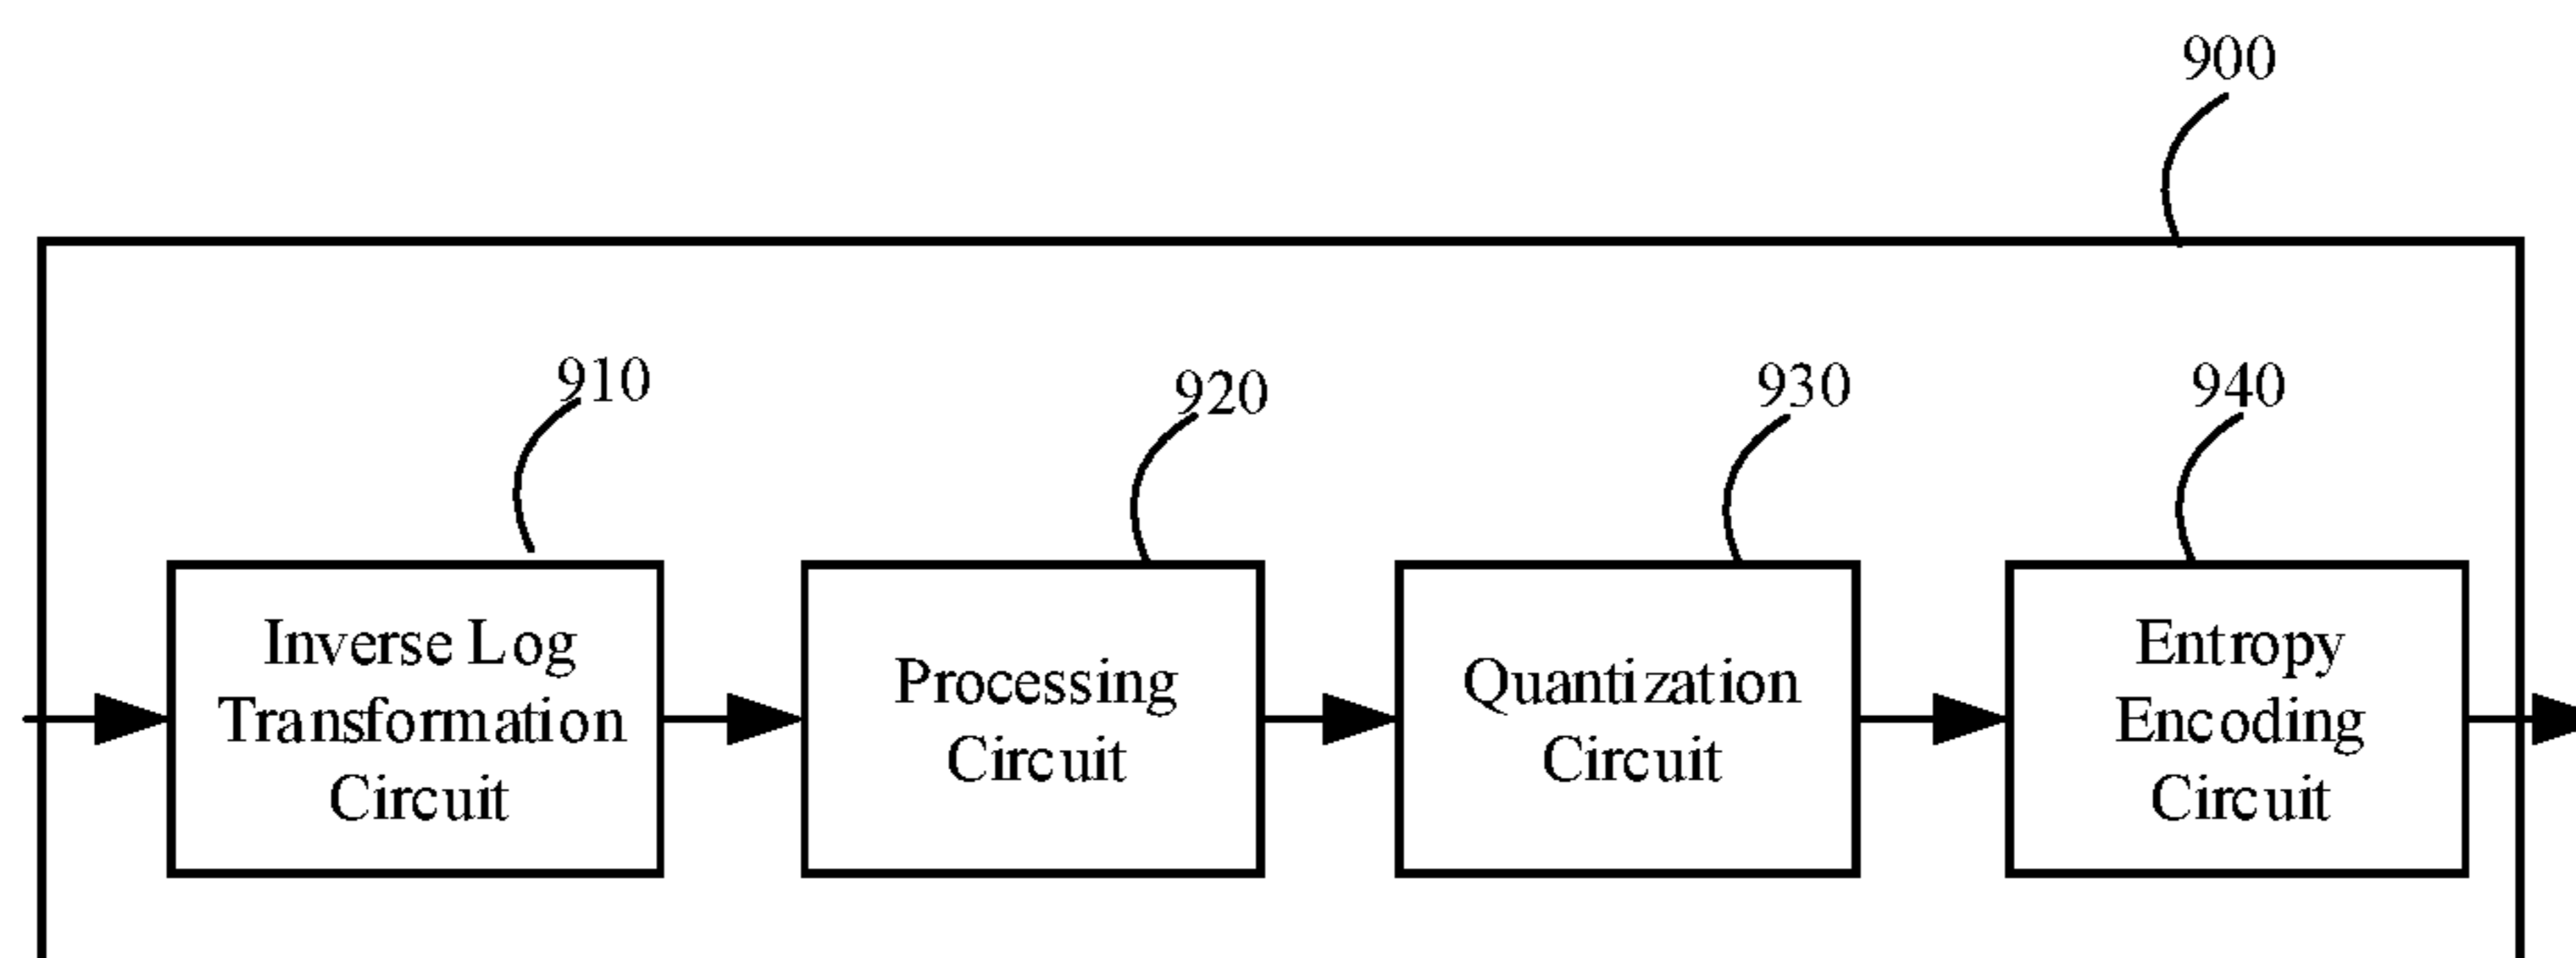 900
910
920
930
940
Inverse Log
Transformation
Circuit
Processing
Circuit
Quantization
Circuit
Entropy
Encoding
Circuit